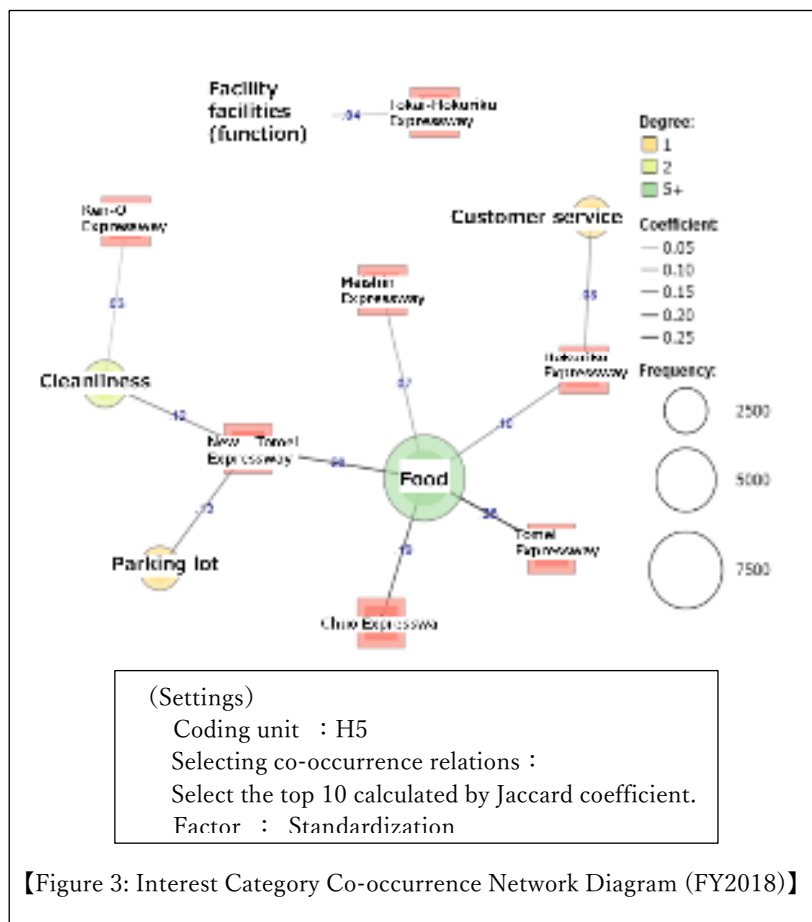 Facility
facilities
(function)
.04
Expressway
Expressway
Customer service
Expressway
Expressway
Cleanliness
New Tomei
Expressway
Food
Parking lot
Tomei
Expressway
Degree:
1
2
5+
Coefficient:
0.05
0.10
0.15
0.20
0.25
Frequency:
2500
5000
7500
(Settings)
Coding unit ：H5
Selecting co-occurrence relations：
Select the top 10 calculated by Jaccard coefficient.
Factor ： Standardization
【Figure 3: Interest Category Co-occurrence Network Diagram (FY2018)】